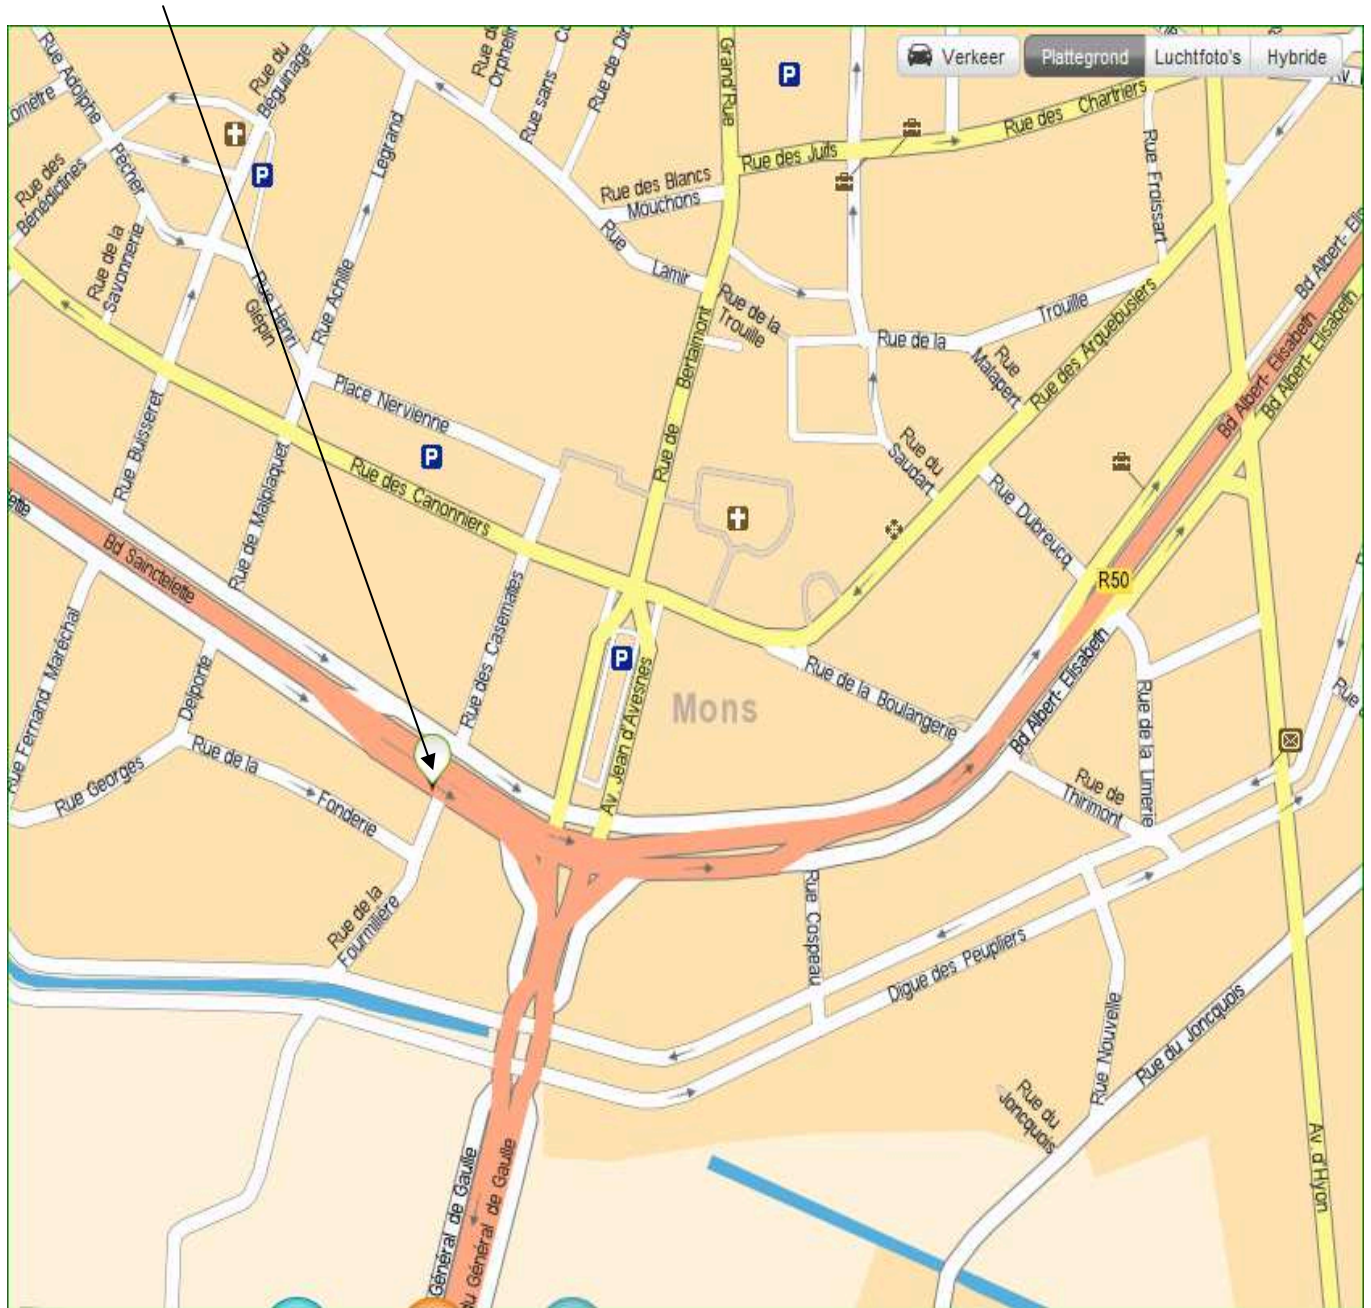 Verkeer
Plattegrond
Luchtfoto's
Hybride
Rue Adolphe
Pécher
Rue du
Béguinage
Rue des
Bénédictines
Rue de la
Savonnerie
Rue Henri
Glépin
Rue Achille Legrand
Rue sans
Grand'Rue
P
Rue des Juifs
Rue des Chartriers
Rue Froissart
Rue des Blancs
Mouchons
Rue
Lamir
P
Rue de la
Trouille
Rue de la
Trouille
Rue
Malapert
Rue des Arquebusiers
Bd Albert- Elisabeth
Bd Albert- Elisabeth
Place Nervienne
Rue de Bertaimont
P
Rue des Canonniers
Rue Buisseret
Rue de Malplaquet
Rue du
Saudart
Rue Dubreucq
R50
Bd Sainctelette
Rue des Casemates
P
Av. Jean d'Avesnes
Mons
Rue de la Boulangerie
Bd Albert- Elisabeth
Rue Fernand Maréchal
Rue Georges
Delporte
Rue de la
Fonderie
Rue de la
Fourmilière
Rue de la Limerie
Rue de
Thirimont
Rue Cospeau
Digue des Peupliers
Rue Nouvelle
Rue du Joncquois
Rue du
Joncquois
Av. d'Hyon
Général de Gaulle
du Général de Gaulle